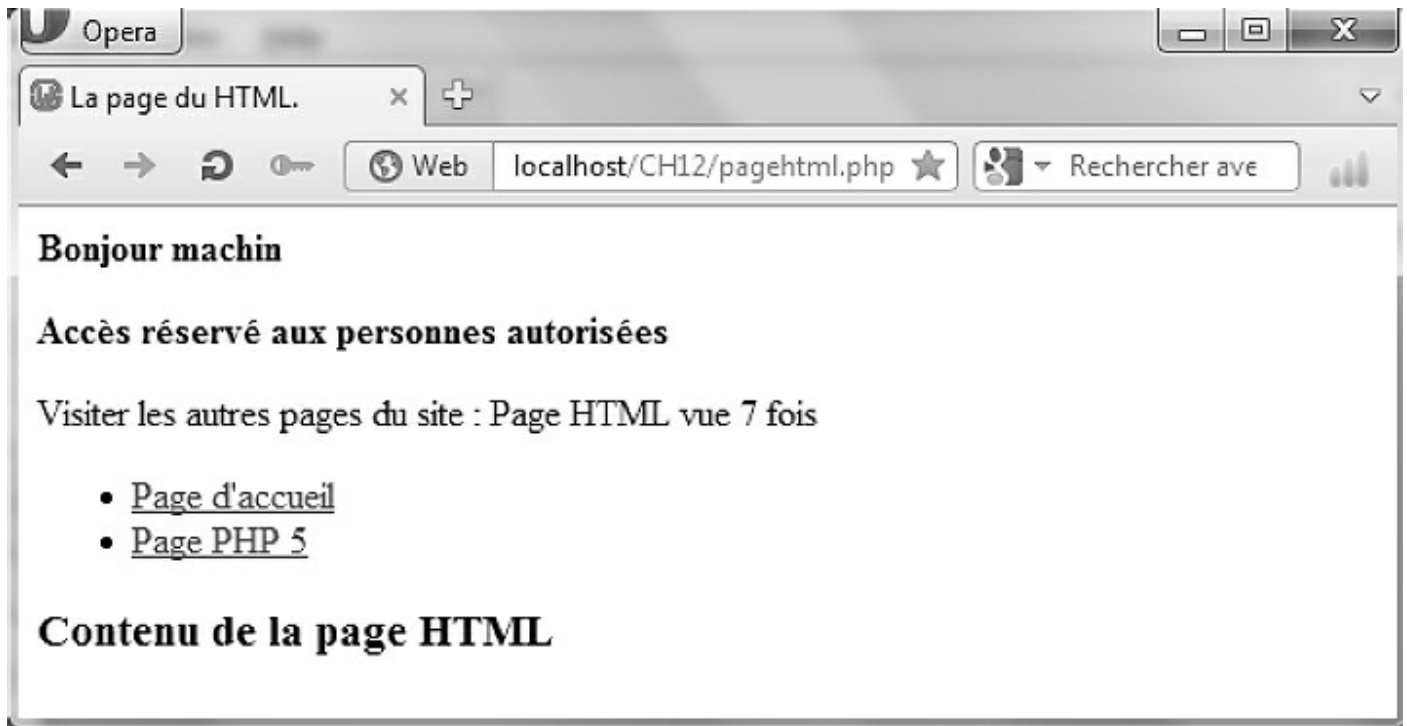 Opera
La page du HTML.
Web localhost/CH12/pagehtml.php Rechercher ave
Bonjour machin
Accès réservé aux personnes autorisées
Visiter les autres pages du site : Page HTML vue 7 fois
Page d'accueil
Page PHP 5
Contenu de la page HTML